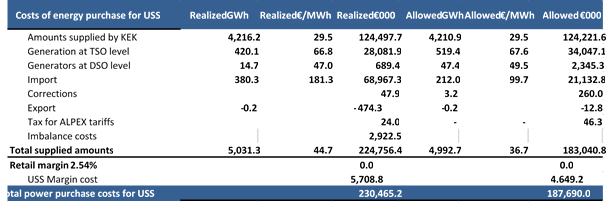 Costs of energy purchase for USS RealizedGWh Realized€/MWh Realized€000 AllowedGWh Allowed€/MWh Allowed €000
Amounts supplied by KEK 4,216.2 29.5 124,497.7 4,210.9 29.5 124,221.6
Generation at TSO level 420.1 66.8 28,081.9 519.4 67.6 34,047.1
Generators at DSO level 14.7 47.0 689.4 47.4 49.5 2,345.3
Import 380.3 181.3 68,967.3 212.0 99.7 21,132.8
Corrections 47.9 3.2 260.0
Export -0.2 -474.3 -0.2 -12.8
Tax for ALPEX tariffs 24.0 - - 46.3
Imbalance costs 2,922.5
Total supplied amounts 5,031.3 44.7 224,756.4 4,992.7 36.7 183,040.8
Retail margin 2.54% 0.0 0.0
USS Margin cost 5,708.8 4.649.2
otal power purchase costs for USS 230,465.2 187,690.0